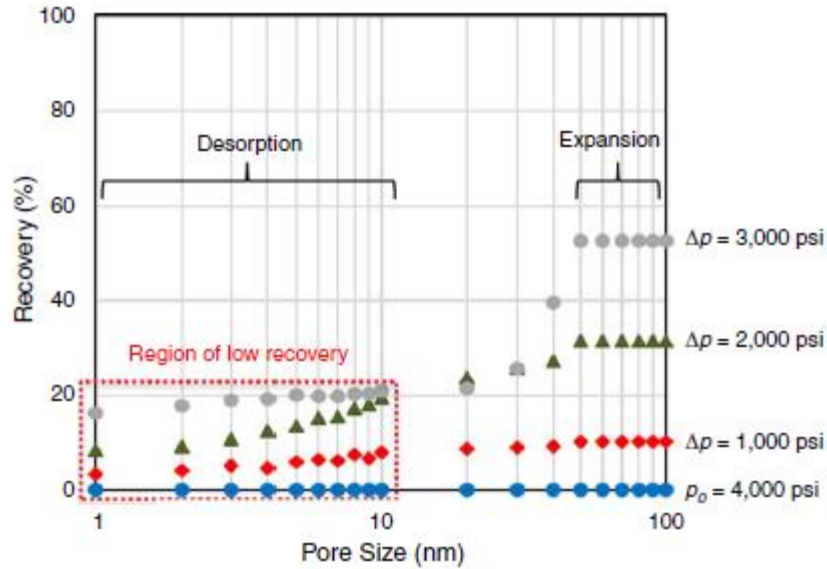 100
80
60
40
20
0
Recovery (%)
Desorption
Expansion
Region of low recovery
Δp = 3,000 psi
Δp = 2,000 psi
Δp = 1,000 psi
pₒ = 4,000 psi
1
10
100
Pore Size (nm)